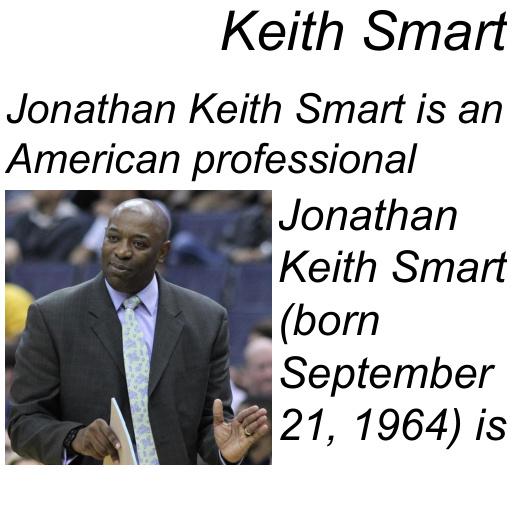 Keith Smart
Jonathan Keith Smart is an
American professional
Jonathan
Keith Smart
(born
September
21, 1964) is